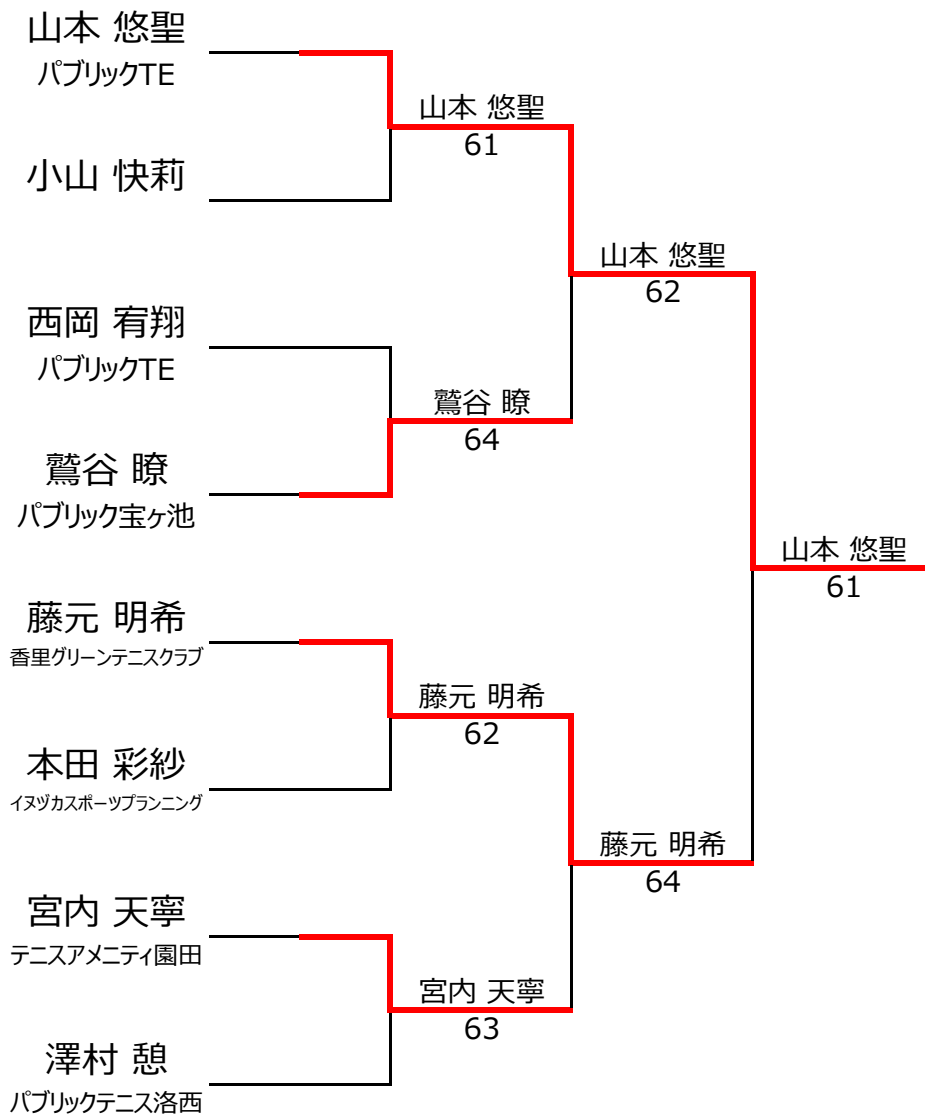 山本 悠聖
パブリックTE
小山 快莉
西岡 宥翔
パブリックTE
鷲谷 瞭
パブリック宝ヶ池
藤元 明希
香里グリーンテニスクラブ
本田 彩紗
イヌヅカスポーツプランニング
宮内 天寧
テニスアメニティ園田
澤村 憩
パブリックテニス洛西
山本 悠聖
61
鷲谷 瞭
64
藤元 明希
62
宮内 天寧
63
山本 悠聖
62
藤元 明希
64
山本 悠聖
61